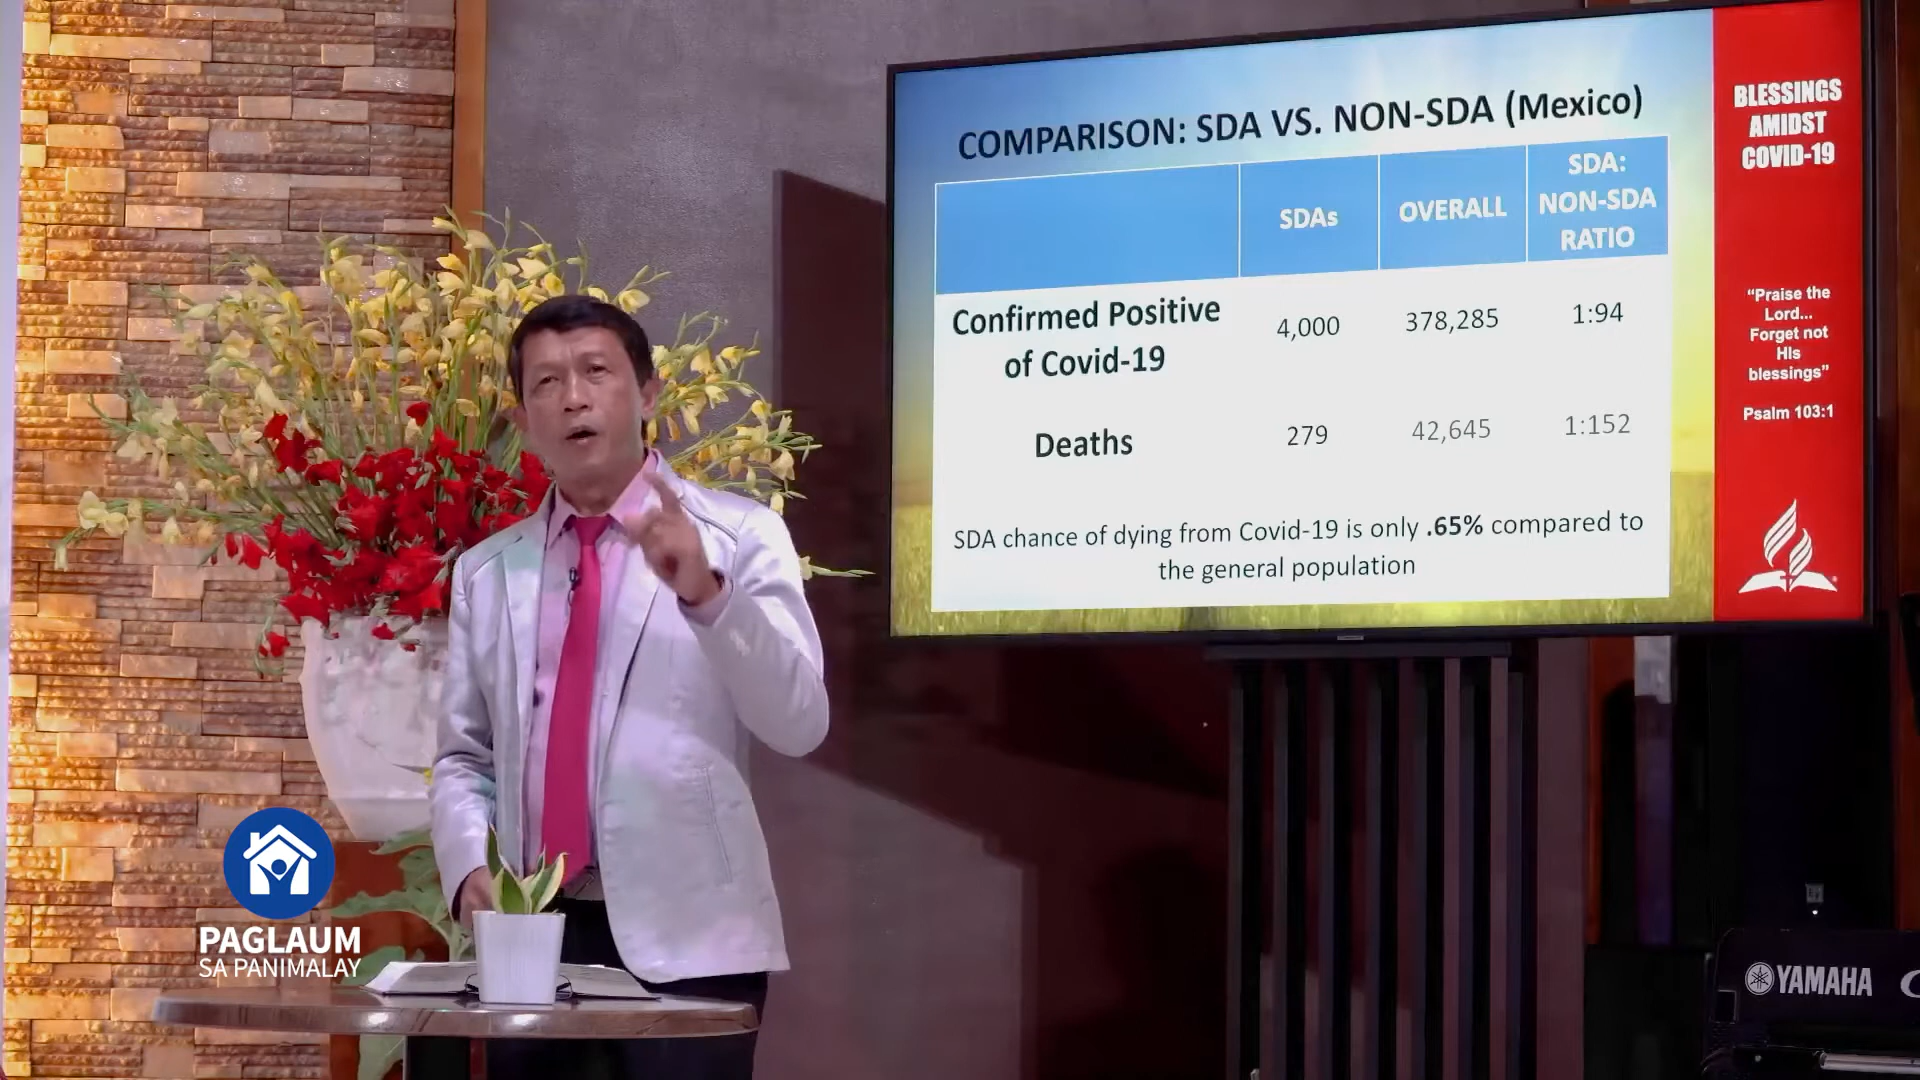 COMPARISON: SDA VS. NON-SDA (Mexico)
SDAs
OVERALL
SDA:
NON-SDA
RATIO
Confirmed Positive
of Covid-19
4,000
378,285
1:94
Deaths
279
42,645
1:152
SDA chance of dying from Covid-19 is only .65% compared to
the general population
BLESSINGS
AMIDST
COVID-19
“Praise the
Lord...
Forget not
HIs
blessings”
Psalm 103:1
PAGLAUM
SA PANIMALAY
YAMAHA